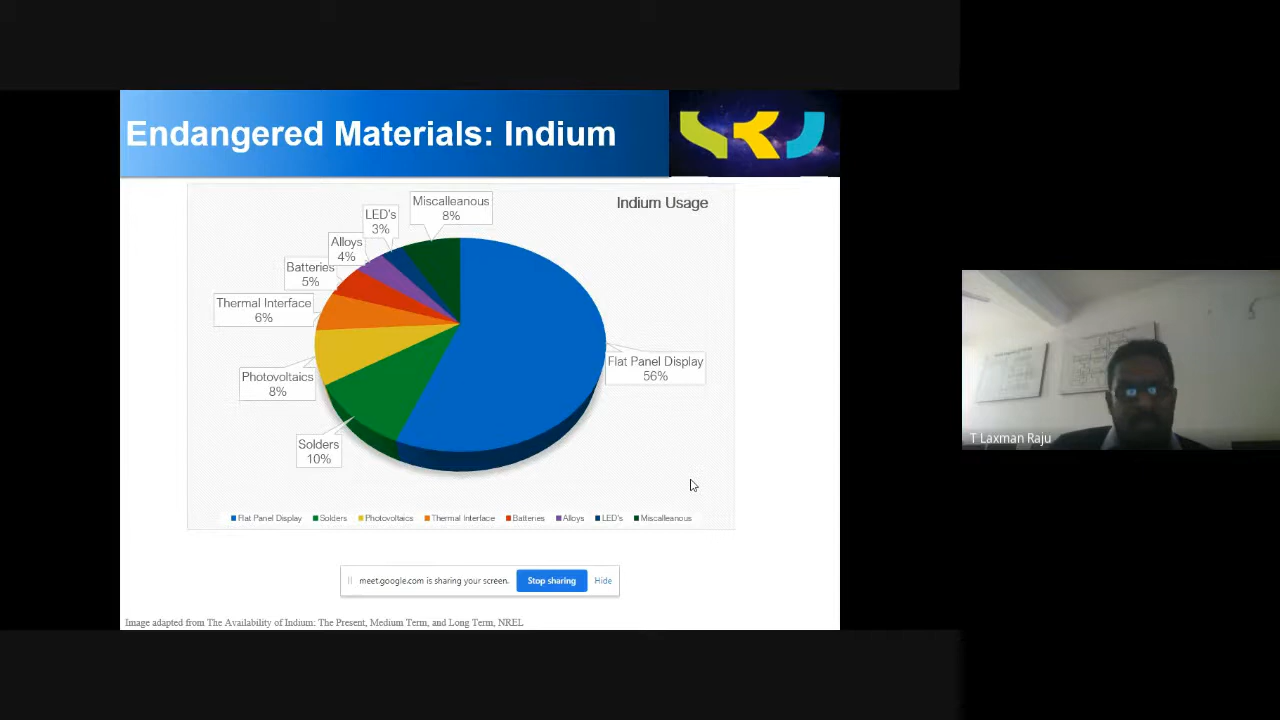 Endangered Materials: Indium
Indium Usage
Miscalleanous
8%
LED's
3%
Alloys
4%
Batteries
5%
Thermal Interface
6%
Photovoltaics
8%
Solders
10%
Flat Panel Display
56%
Flat Panel Display Solders Photovoltaics Thermal Interface Batteries Alloys LED's Miscalleanous
meet.google.com is sharing your screen. Stop sharing Hide
Image adapted from The Availability of Indium: The Present, Medium Term, and Long Term, NREL
T Laxman Raju